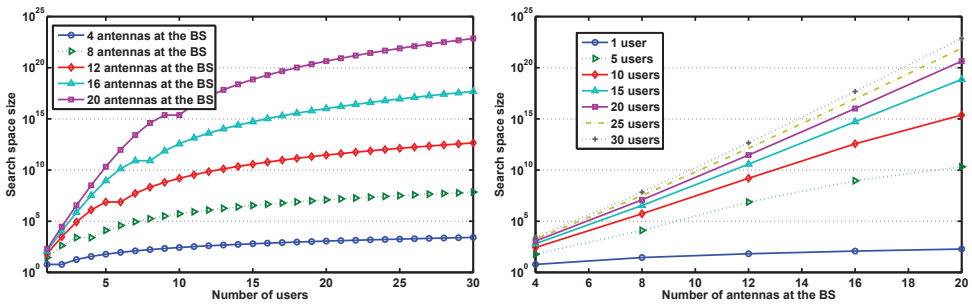 10^25
10^20
10^15
10^10
10^5
10^0
Search space size
4 antennas at the BS
8 antennas at the BS
12 antennas at the BS
16 antennas at the BS
20 antennas at the BS
5 10 15 20 25 30
Number of users
10^25
10^20
10^15
10^10
10^5
10^0
Search space size
1 user
5 users
10 users
15 users
20 users
25 users
30 users
4 6 8 10 12 14 16 18 20
Number of antennas at the BS